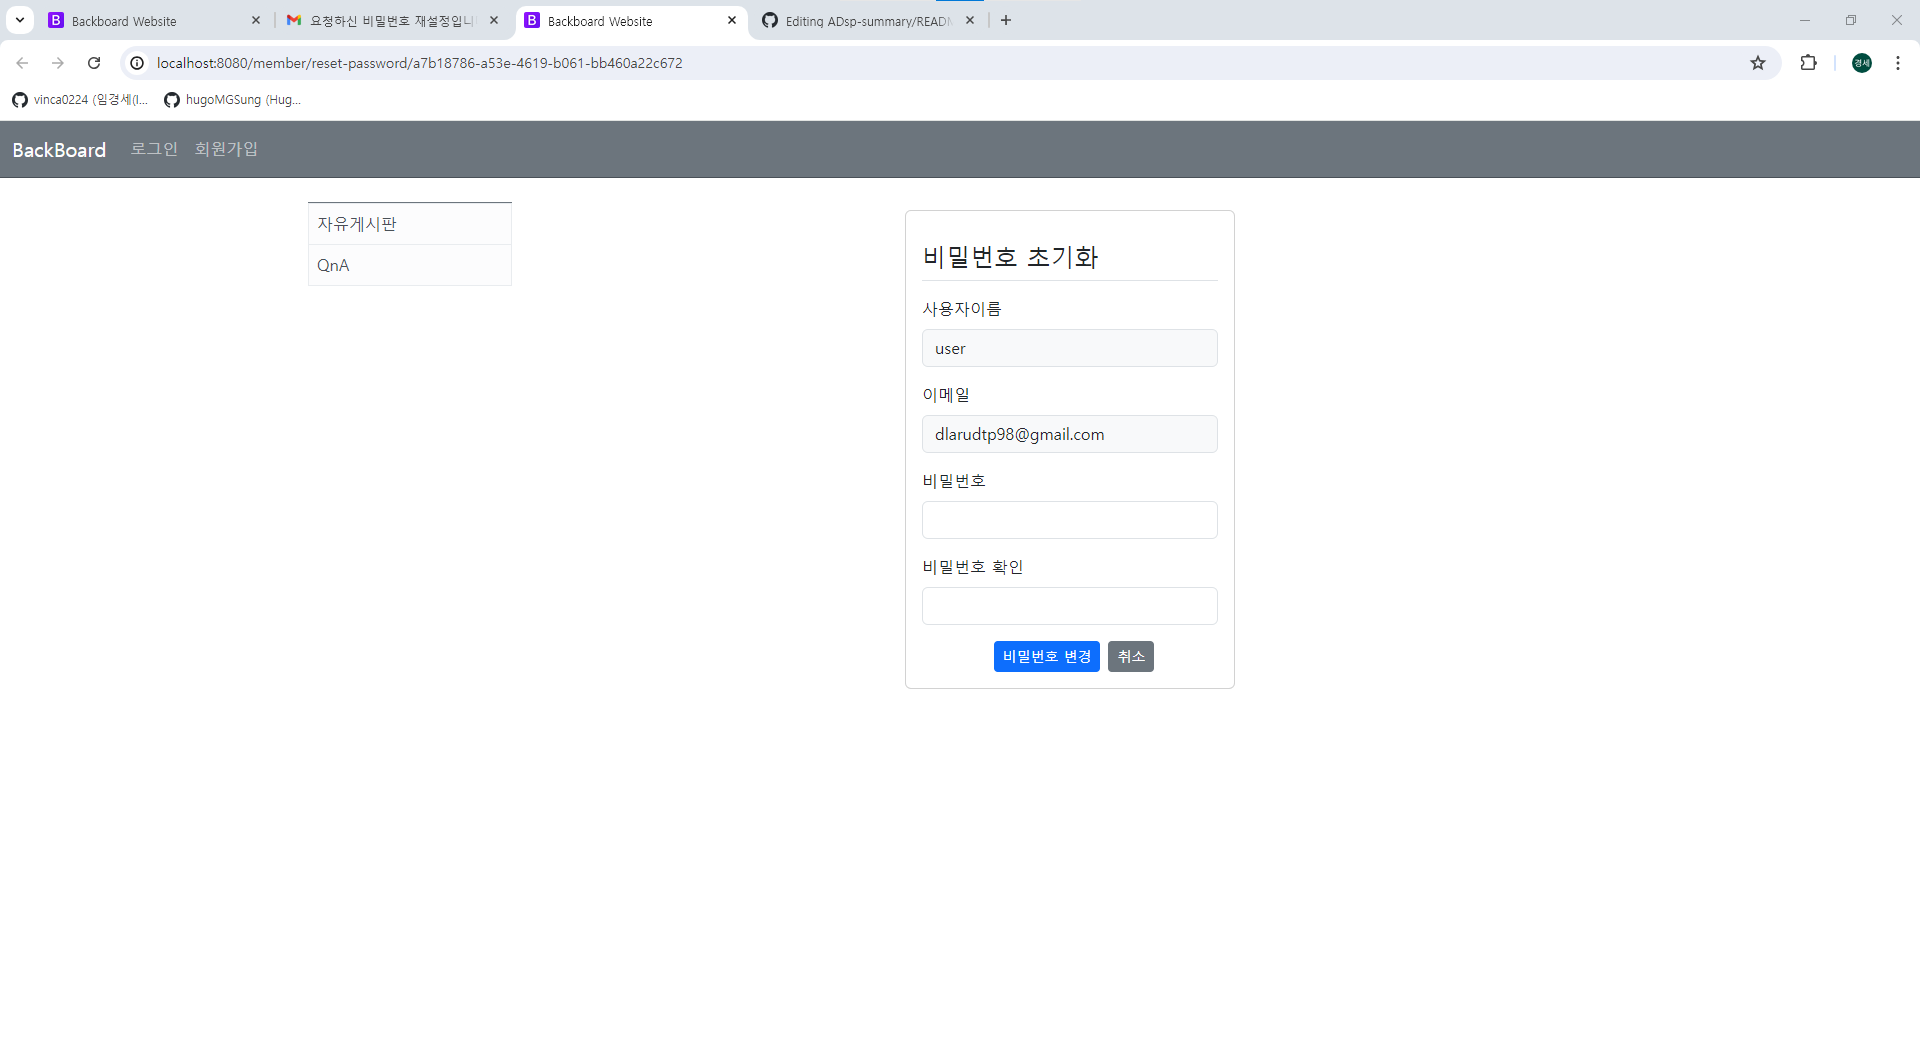 Backboard Website
요청하신 비밀번호 재설정입니
Backboard Website
Editing ADsp-summary/READM
localhost:8080/member/reset-password/a7b18786-a53e-4619-b061-bb460a22c672
경세
vinca0224 (임경세(I...
hugoMGSung (Hug...
BackBoard 로그인 회원가입
자유게시판
QnA
비밀번호 초기화
사용자이름
user
이메일
dlarudtp98@gmail.com
비밀번호
비밀번호 확인
비밀번호 변경 취소